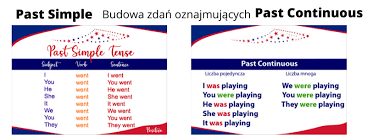 Past Simple Budowa zdań oznajmujących Past Continuous
Past Simple Tense
Subject Verb Sentence
I went I went
You went You went
He went He went
She went She went
It went It went
We went We went
You went You went
They went They went
Positive
Past Continuous
Liczba pojedyncza Liczba mnoga
I was playing We were playing
You were playing You were playing
He was playing They were playing
She was playing
It was playing